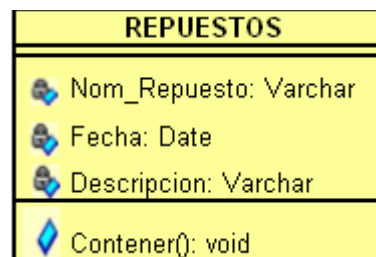 REPUESTOS
Nom_Repuesto: Varchar
Fecha: Date
Descripcion: Varchar
Contener(): void